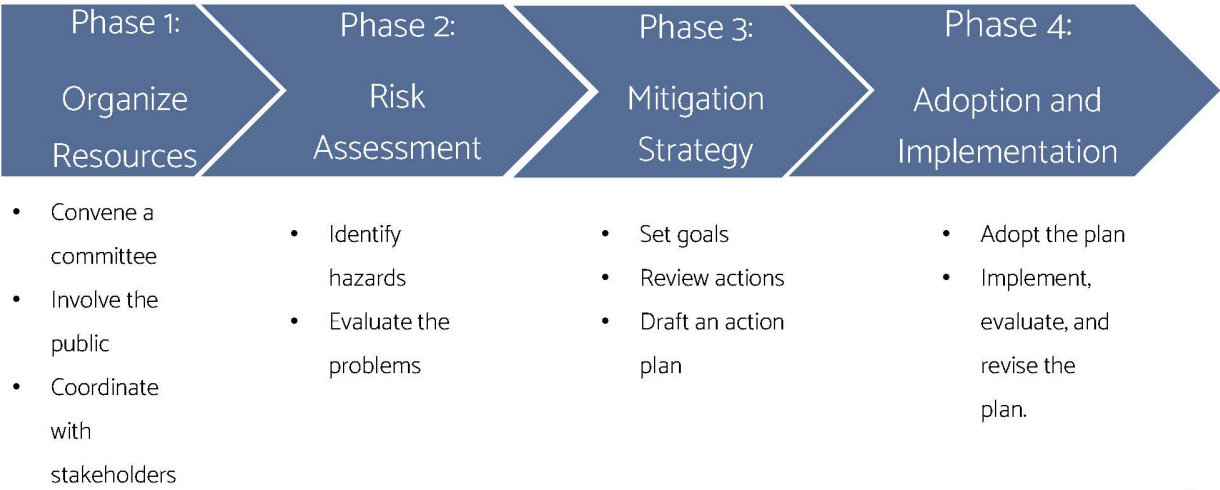 Phase 1:
Organize
Resources
Phase 2:
Risk
Assessment
Phase 3:
Mitigation
Strategy
Phase 4:
Adoption and
Implementation
• Convene a
committee
• Involve the
public
• Coordinate
with
stakeholders
• Identify
hazards
• Evaluate the
problems
• Set goals
• Review actions
• Draft an action
plan
• Adopt the plan
• Implement,
evaluate, and
revise the
plan.